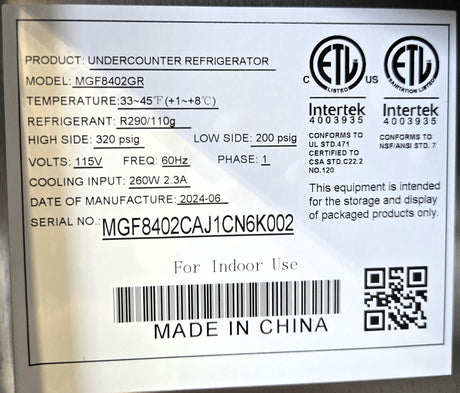 PRODUCT: UNDERCOUNTER REFRIGERATOR
MODEL: MGF8402GR
TEMPERATURE: 33~45℉(+1~+8℃)
REFRIGERANT: R290/110g
HIGH SIDE: 320 psig LOW SIDE: 200 psig
VOLTS: 115V FREQ: 60Hz PHASE: 1
COOLING INPUT: 260W 2.3A
DATE OF MANUFACTURE: 2024-06
SERIAL NO.: MGF8402CAJ1CN6K002
ETL
LISTED
C US
Intertek
4003935
CONFORMS TO
UL STD.471
CERTIFIED TO
CSA STD.C22.2
NO.120
ETL
SANITATION LISTED
Intertek
4003935
CONFORMS TO
NSF/ANSI STD. 7
This equipment is intended
for the storage and display
of packaged products only.
For Indoor Use
MADE IN CHINA